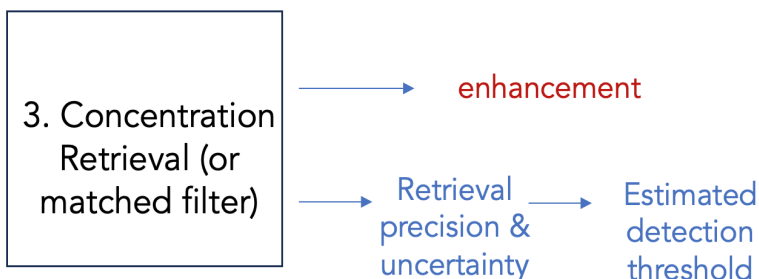 3. Concentration
Retrieval (or
matched filter)
enhancement
Retrieval
precision &
uncertainty
Estimated
detection
threshold